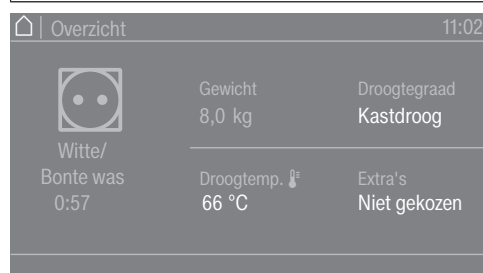 Overzicht 11:02
Gewicht
8,0 kg
Droogtegraad
Kastdroog
Witte/
Bonte was
0:57
Droogtemp.
66 °C
Extra's
Niet gekozen